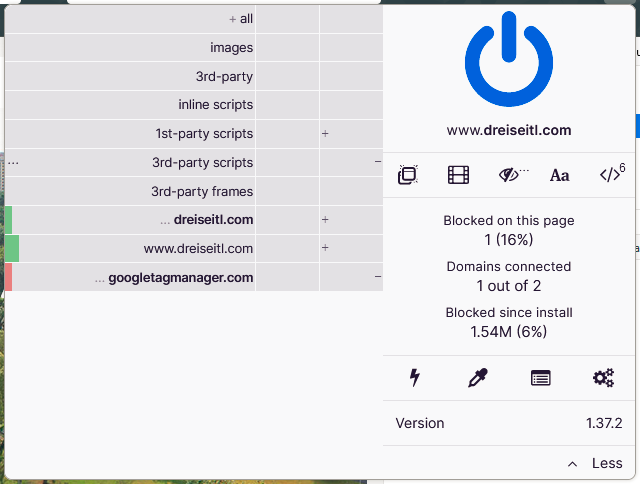 + all
images
3rd-party
inline scripts
1st-party scripts +
... 3rd-party scripts −
3rd-party frames
... dreiseitl.com +
www.dreiseitl.com +
... googletagmanager.com −
www.dreiseitl.com
... Aa </> 6
Blocked on this page
1 (16%)
Domains connected
1 out of 2
Blocked since install
1.54M (6%)
Version 1.37.2
Less